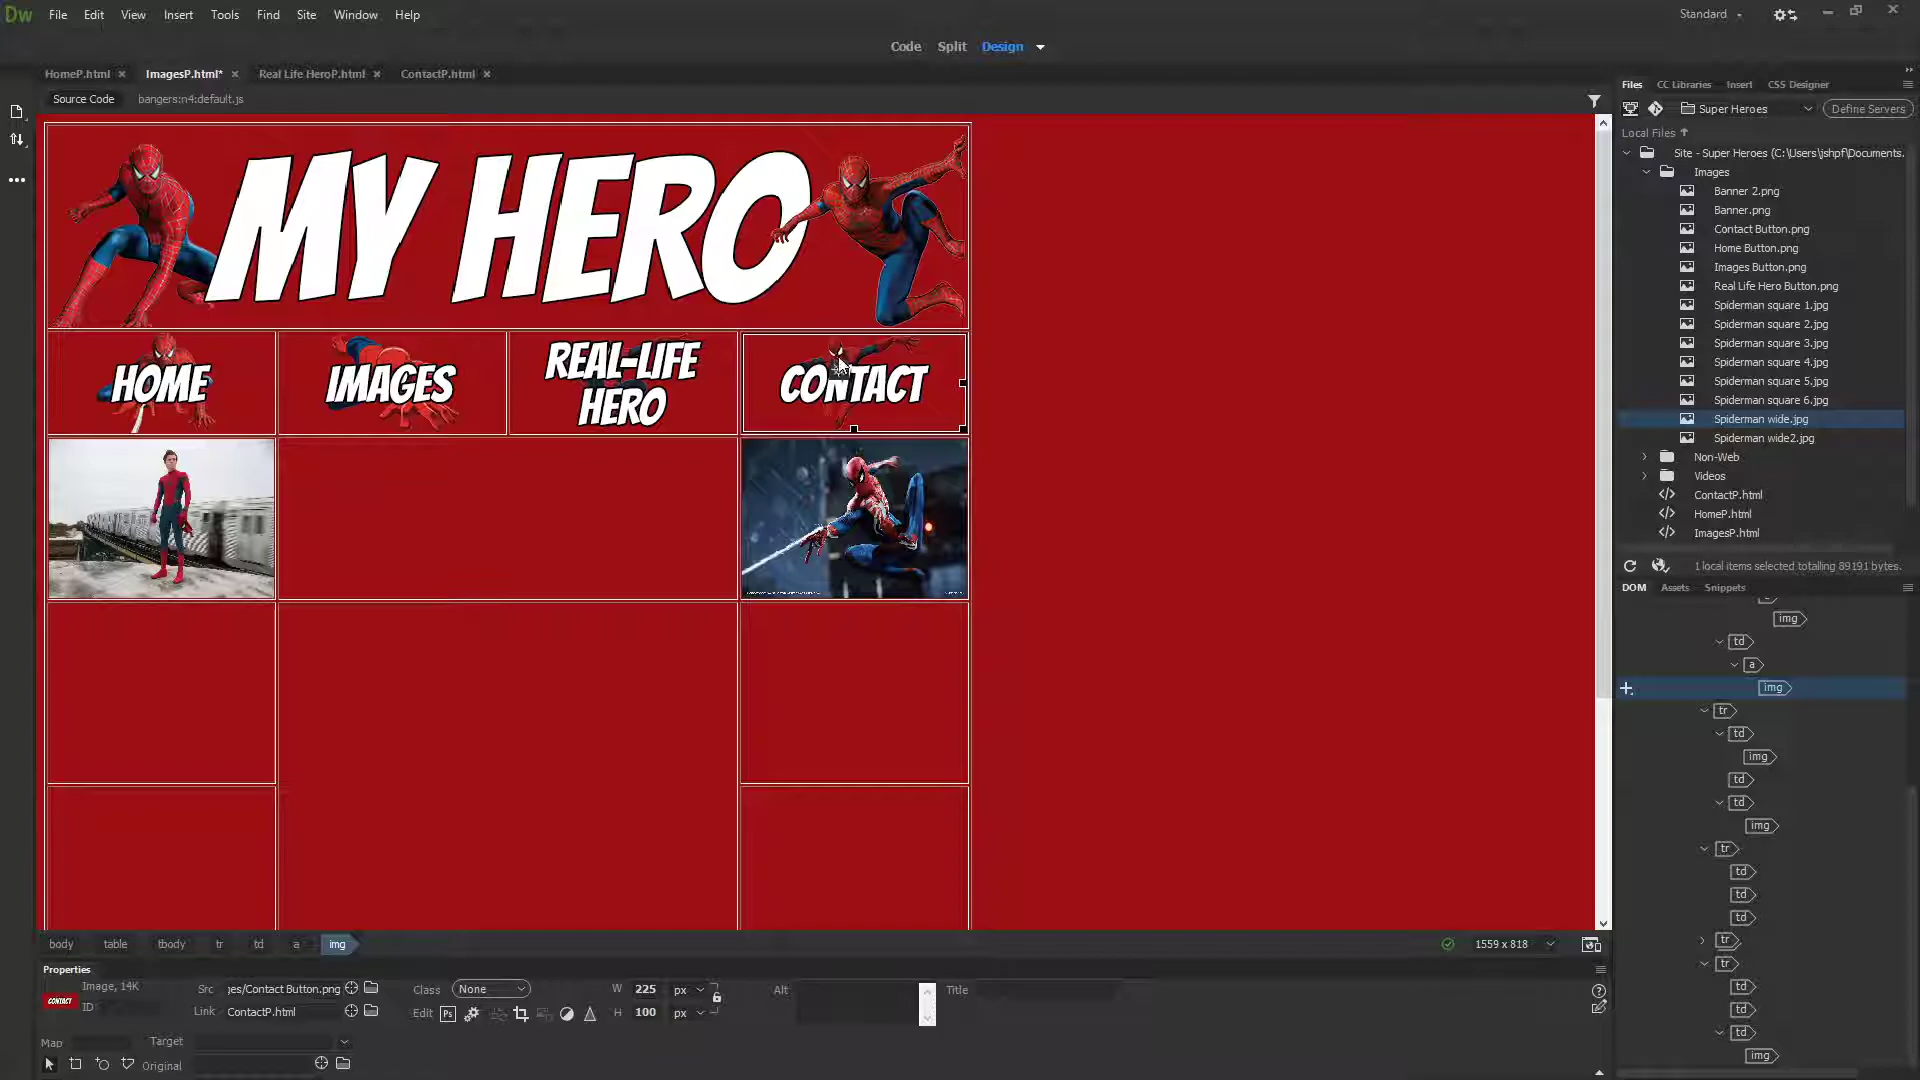 Dw File Edit View Insert Tools Find Site Window Help Standard
Code Split Design
HomeP.html ImagesP.html* Real Life HeroP.html ContactP.html
Source Code bangers:n4:default.js
MY HERO
HOME IMAGES REAL-LIFE HERO CONTACT
Files CC Libraries Insert CSS Designer
Super Heroes Define Servers
Local Files
Site - Super Heroes (C:\Users\jshpf\Documents.
Images
Banner 2.png
Banner.png
Contact Button.png
Home Button.png
Images Button.png
Real Life Hero Button.png
Spiderman square 1.jpg
Spiderman square 2.jpg
Spiderman square 3.jpg
Spiderman square 4.jpg
Spiderman square 5.jpg
Spiderman square 6.jpg
Spiderman wide.jpg
Spiderman wide2.jpg
Non-Web
Videos
ContactP.html
HomeP.html
ImagesP.html
1 local items selected totalling 89191 bytes.
DOM Assets Snippets
img
td
a
img
tr
td
img
td
td
img
tr
td
td
td
tr
tr
td
td
td
img
body table tbody tr td a img 1559 x 818
Properties
Image, 14K Src ges/Contact Button.png Class None W 225 px Alt Title
ID Link ContactP.html Edit Ps H 100 px
Map Target
Original